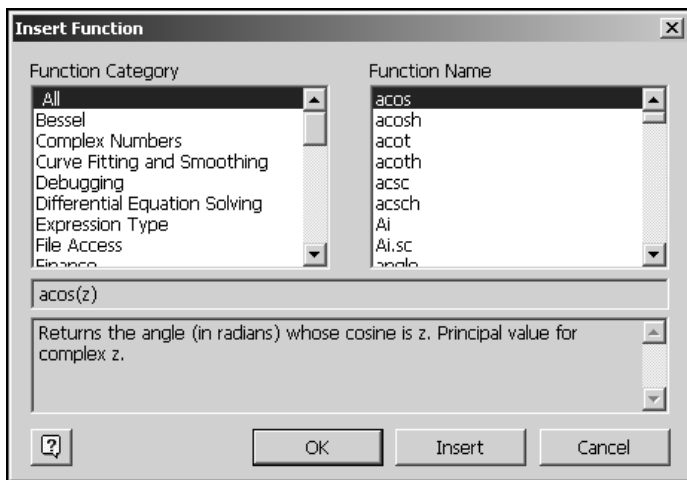 Insert Function
Function Category
All
Bessel
Complex Numbers
Curve Fitting and Smoothing
Debugging
Differential Equation Solving
Expression Type
File Access
Finance
Function Name
acos
acosh
acot
acoth
acsc
acsch
Ai
Ai.sc
angle
acos(z)
Returns the angle (in radians) whose cosine is z. Principal value for
complex z.
OK
Insert
Cancel